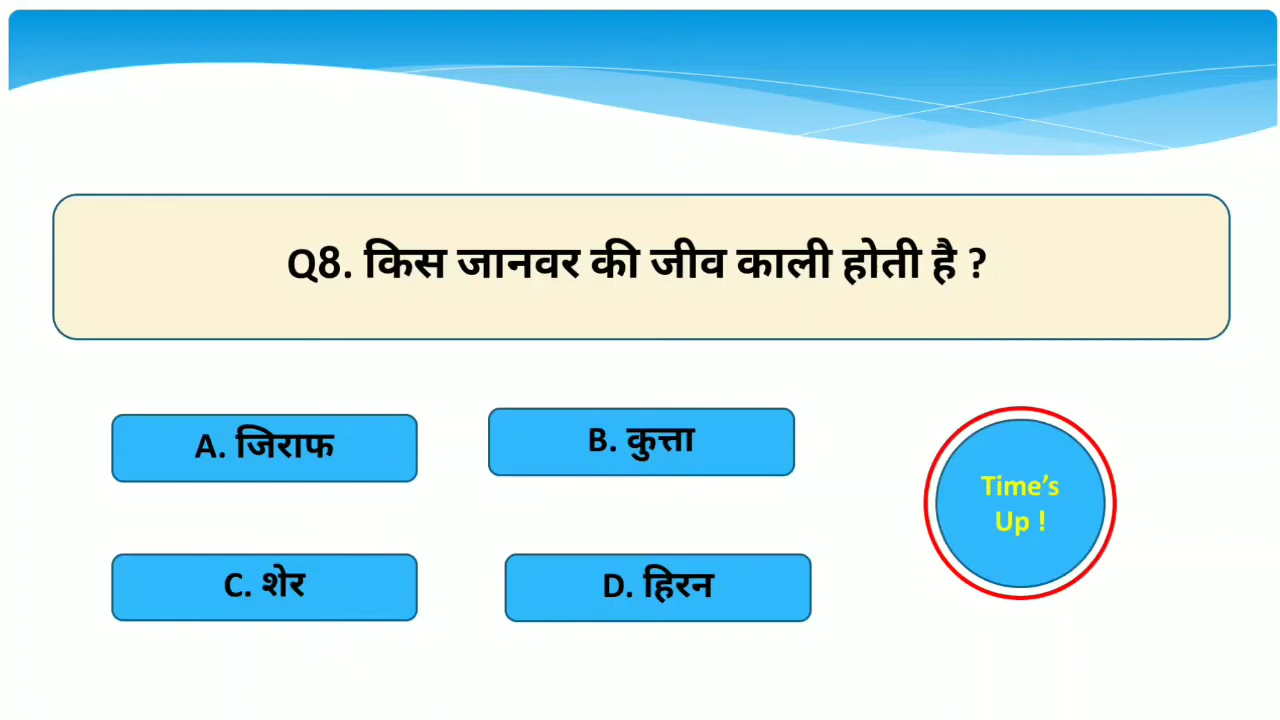 Q8. किस जानवर की जीव काली होती है ?
A. जिराफ
B. कुत्ता
C. शेर
D. हिरन
Time’s
Up !